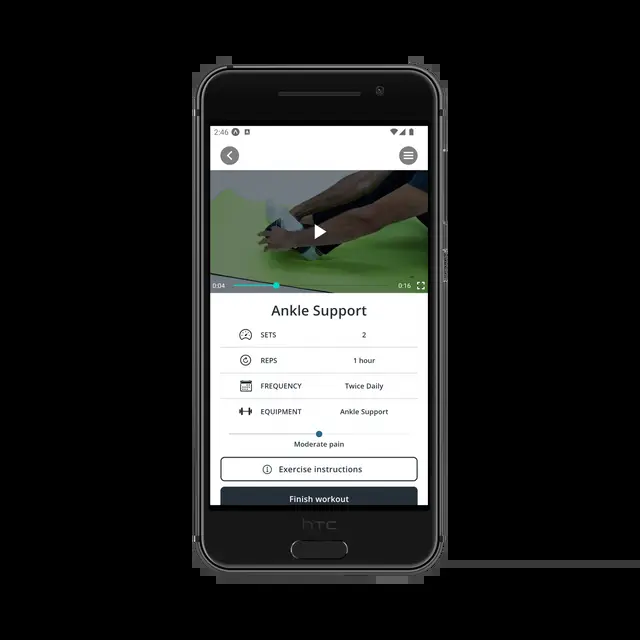 2:46
0:04
0:16
Ankle Support
SETS 2
REPS 1 hour
FREQUENCY Twice Daily
EQUIPMENT Ankle Support
Moderate pain
Exercise instructions
Finish workout
hTC